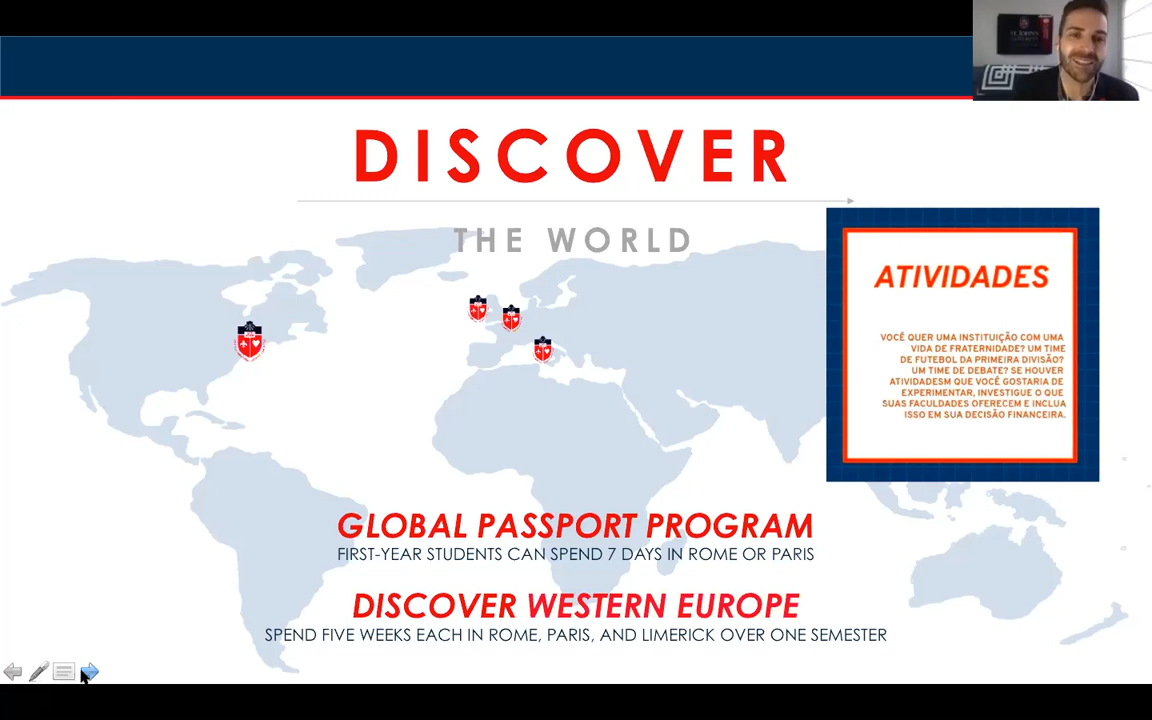 DISCOVER
THE WORLD
ATIVIDADES
VOCÊ QUER UMA INSTITUIÇÃO COM UMA
VIDA DE FRATERNIDADE? UM TIME
DE FUTEBOL DA PRIMEIRA DIVISÃO?
UM TIME DE DEBATE? SE HOUVER
ATIVIDADESM QUE VOCÊ GOSTARIA DE
EXPERIMENTAR, INVESTIGUE O QUE
SUAS FACULDADES OFERECEM E INCLUA
ISSO EM SUA DECISÃO FINANCEIRA.
GLOBAL PASSPORT PROGRAM
FIRST-YEAR STUDENTS CAN SPEND 7 DAYS IN ROME OR PARIS
DISCOVER WESTERN EUROPE
SPEND FIVE WEEKS EACH IN ROME, PARIS, AND LIMERICK OVER ONE SEMESTER